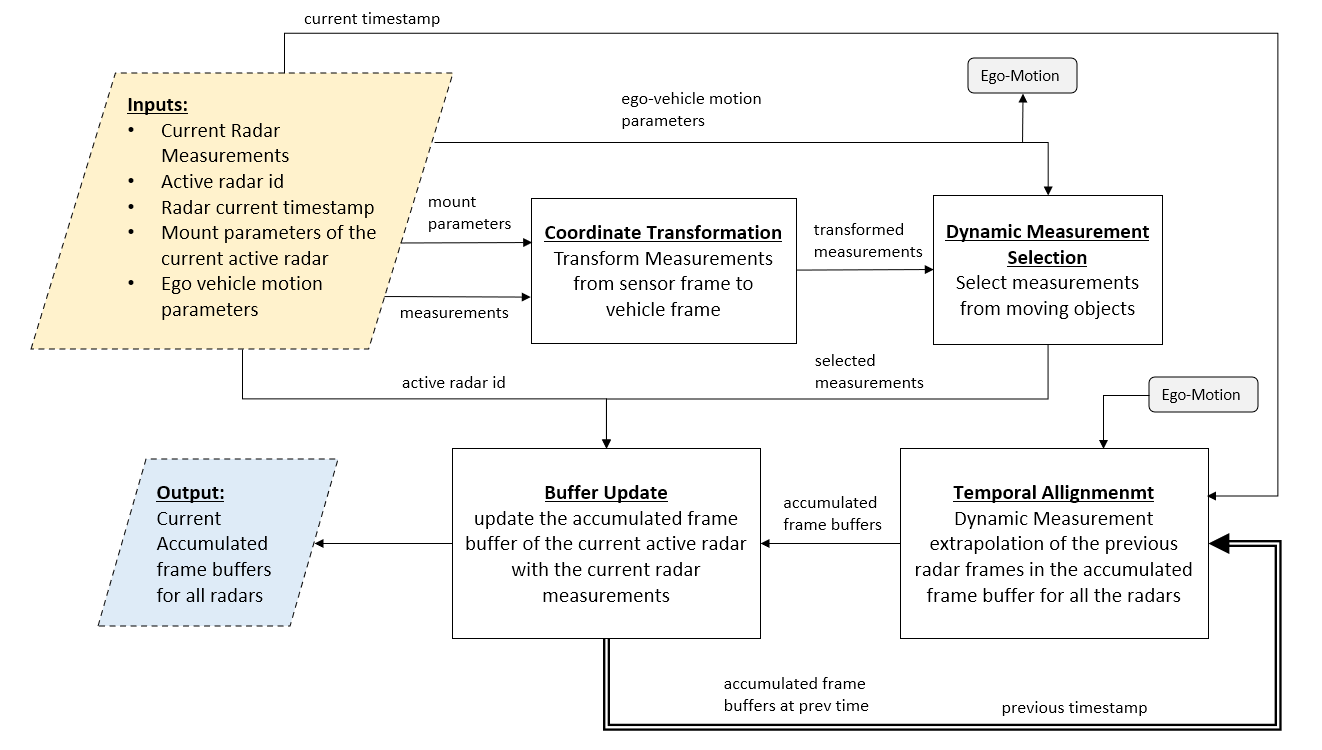 current timestamp
Ego-Motion
ego-vehicle motion
parameters
Inputs:
• Current Radar
Measurements
• Active radar id
• Radar current timestamp
• Mount parameters of the
current active radar
• Ego vehicle motion
parameters
mount
parameters
measurements
Coordinate Transformation
Transform Measurements
from sensor frame to
vehicle frame
transformed
measurements
Dynamic Measurement
Selection
Select measurements
from moving objects
active radar id
selected
measurements
Ego-Motion
Output:
Current
Accumulated
frame buffers
for all radars
Buffer Update
update the accumulated frame
buffer of the current active radar
with the current radar
measurements
accumulated
frame buffers
Temporal Allignmenmt
Dynamic Measurement
extrapolation of the previous
radar frames in the accumulated
frame buffer for all the radars
accumulated frame
buffers at prev time
previous timestamp